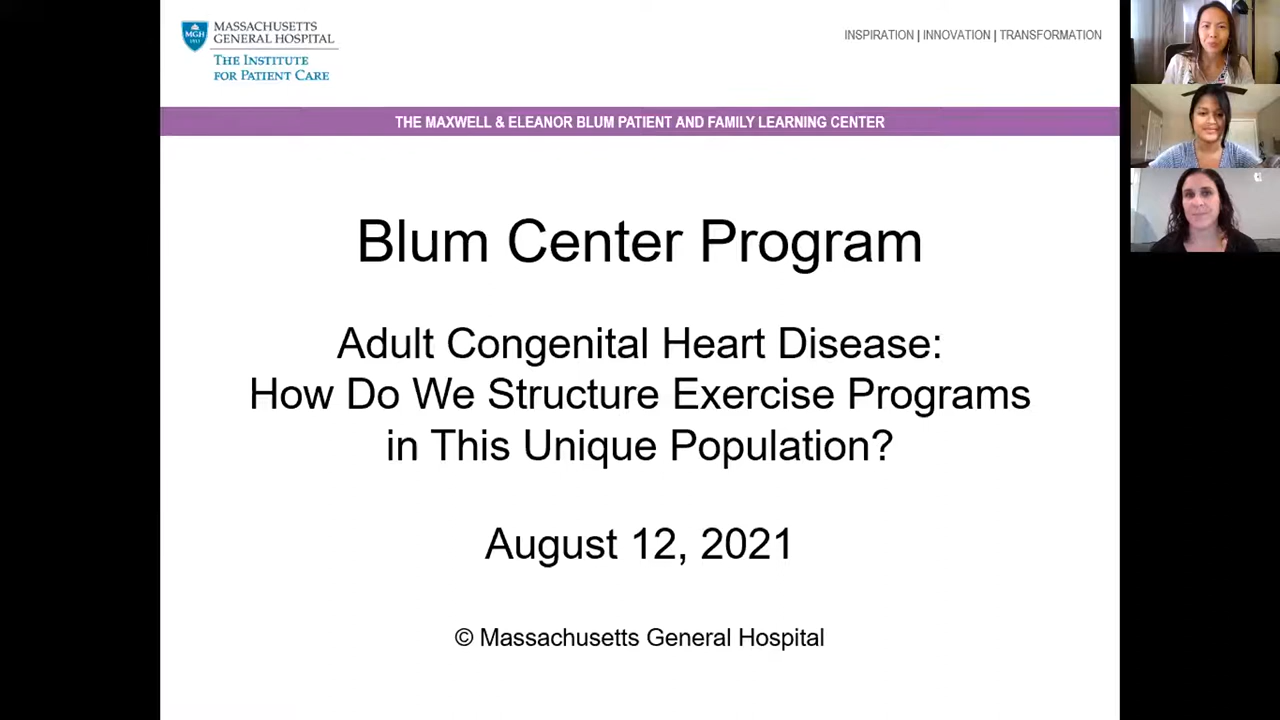 MASSACHUSETTS
GENERAL HOSPITAL
THE INSTITUTE
FOR PATIENT CARE
MGH
1811
INSPIRATION | INNOVATION | TRANSFORMATION
THE MAXWELL & ELEANOR BLUM PATIENT AND FAMILY LEARNING CENTER
Blum Center Program
Adult Congenital Heart Disease:
How Do We Structure Exercise Programs
in This Unique Population?
August 12, 2021
© Massachusetts General Hospital